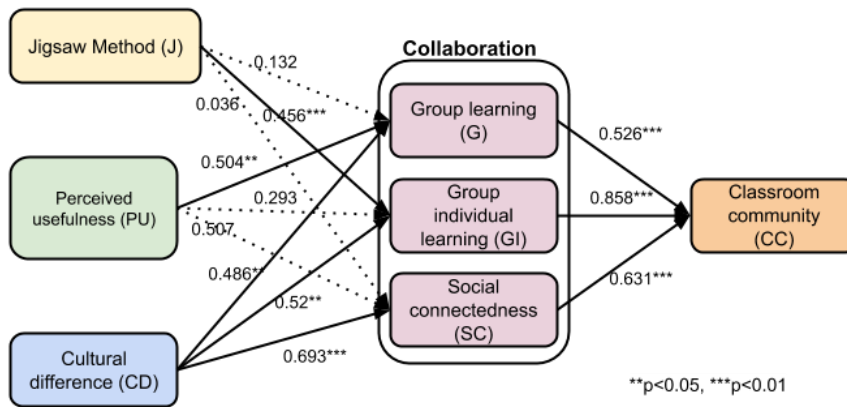 Jigsaw Method (J)
Collaboration
0.132
0.036
0.456***
Group learning
(G)
0.526***
0.504**
Perceived
usefulness (PU)
0.293
0.507
Group
individual
learning (GI)
0.858***
Classroom
community
(CC)
0.486**
0.52**
Social
connectedness
(SC)
0.631***
Cultural
difference (CD)
0.693***
**p<0.05, ***p<0.01